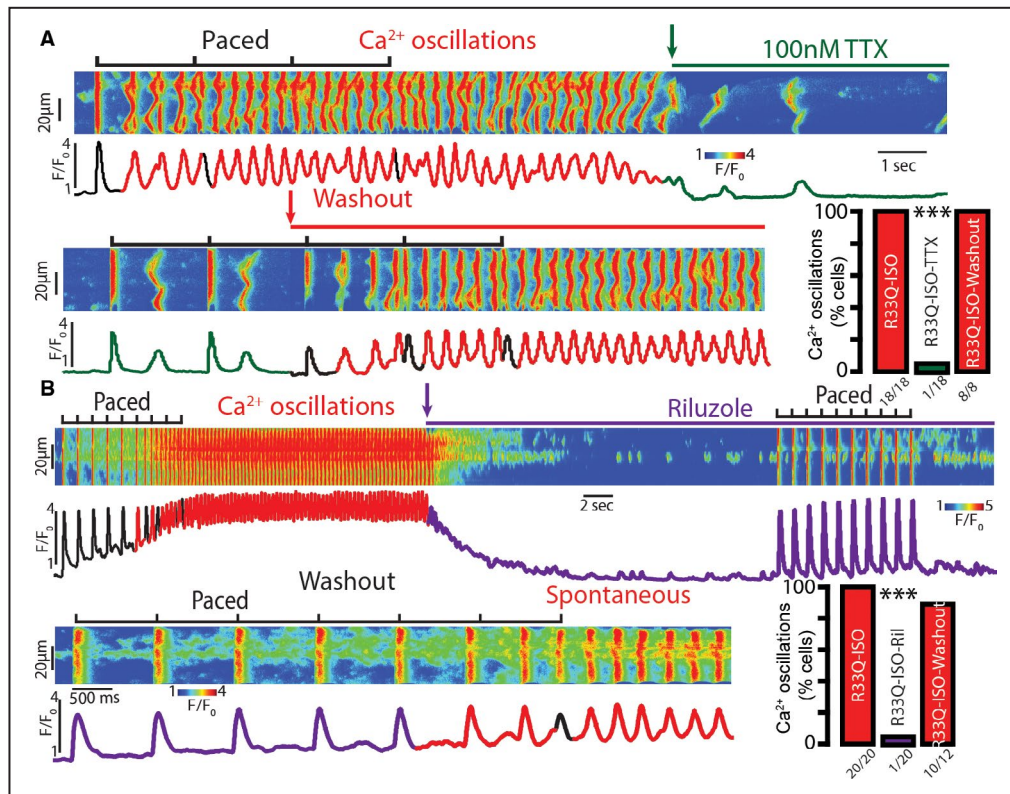 A
Paced
Ca²⁺ oscillations
100nM TTX
20µm
4
1
F/F₀
1 4
F/F₀
1 sec
Washout
20µm
4
1
F/F₀
100
0
Ca²⁺ oscillations
(% cells)
R33Q-ISO
***
R33Q-ISO-TTX
R33Q-ISO-Washout
18/18
1/18
8/8
B
Paced
Ca²⁺ oscillations
Riluzole
Paced
20µm
4
1
F/F₀
2 sec
1 5
F/F₀
Washout
Paced
Spontaneous
20µm
500 ms
1 4
F/F₀
4
1
F/F₀
100
0
Ca²⁺ oscillations
(% cells)
R33Q-ISO
***
R33Q-ISO-Ril
R33Q-ISO-Washout
20/20
1/20
10/12